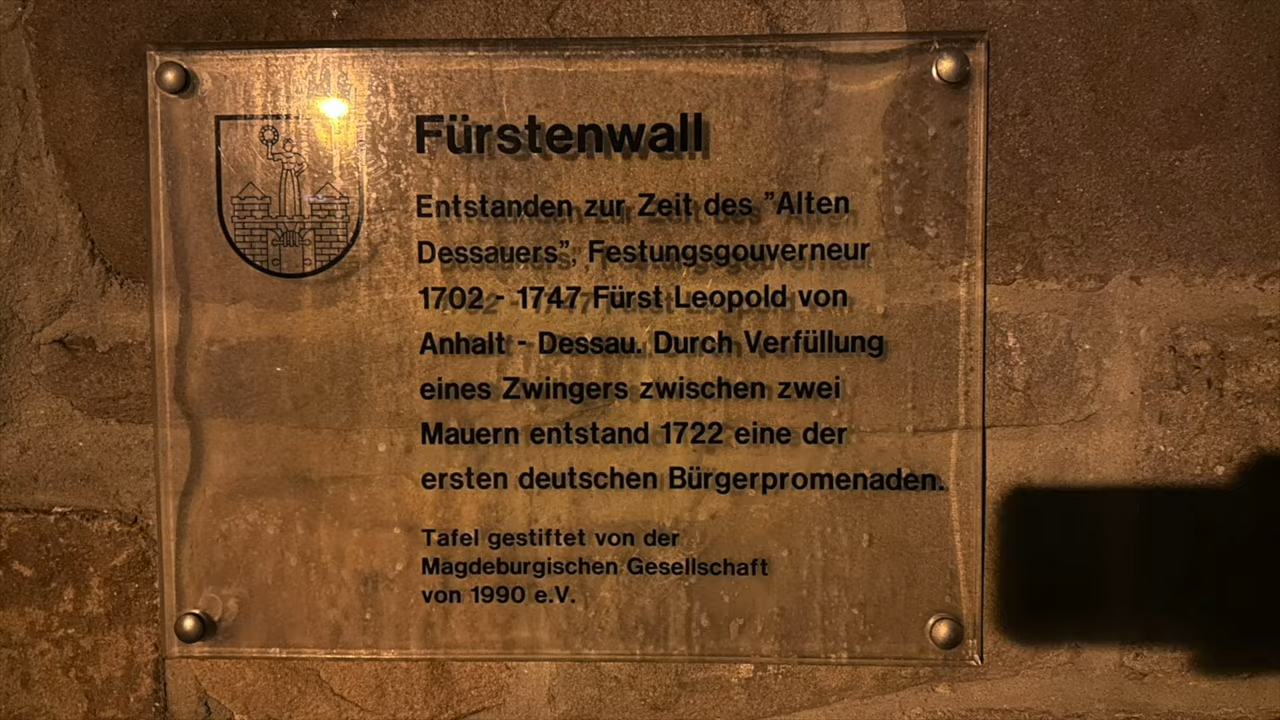 Fürstenwall
Entstanden zur Zeit des "Alten
Dessauers", Festungsgouverneur
1702 - 1747 Fürst Leopold von
Anhalt - Dessau. Durch Verfüllung
eines Zwingers zwischen zwei
Mauern entstand 1722 eine der
ersten deutschen Bürgerpromenaden.
Tafel gestiftet von der
Magdeburgischen Gesellschaft
von 1990 e.V.